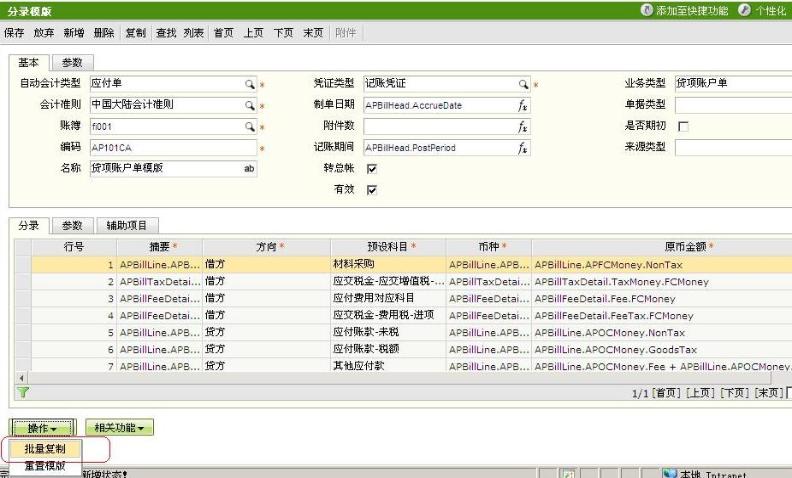 分录模版 添加至快捷功能 个性化
保存 放弃 新增 删除 复制 查找 列表 首页 上页 下页 末页 附件
基本 参数
自动会计类型 应付单 * 凭证类型 记账凭证 * 业务类型 贷项账户单
会计准则 中国大陆会计准则 * 制单日期 APBillHead.AccrueDate fx 单据类型
账簿 fi001 * 附件数 fx 是否期初
编码 AP101CA * 记账期间 APBillHead.PostPeriod fx 来源类型
名称 贷项账户单模版 ab 转总帐
有效
分录 参数 辅助项目
行号 摘要* 方向* 预设科目* 币种* 原币金额*
1 APBillLine.APB... 借方 材料采购 APBillLine.APB... APBillLine.APFCMoney.NonTax
2 APBillTaxDetai... 借方 应交税金-应交增值税-... APBillTaxDetai... APBillTaxDetail.TaxMoney.FCMoney
3 APBillFeeDetai... 借方 应付费用对应科目 APBillFeeDetai... APBillFeeDetail.Fee.FCMoney
4 APBillFeeDetai... 借方 应交税金-费用税-进项 APBillFeeDetai... APBillFeeDetail.FeeTax.FCMoney
5 APBillLine.APB... 贷方 应付账款-未税 APBillLine.APB... APBillLine.APOCMoney.NonTax
6 APBillLine.APB... 贷方 应付账款-税额 APBillLine.APB... APBillLine.APOCMoney.GoodsTax
7 APBillLine.APB... 贷方 其他应付款 APBillLine.APB... APBillLine.APOCMoney.Fee + APBillLine.APOCMoney.
1/1 [首页] [上页] [下页] [末页]
操作 相关功能
批量复制
重置模版
新增状态! 本地 Intranet